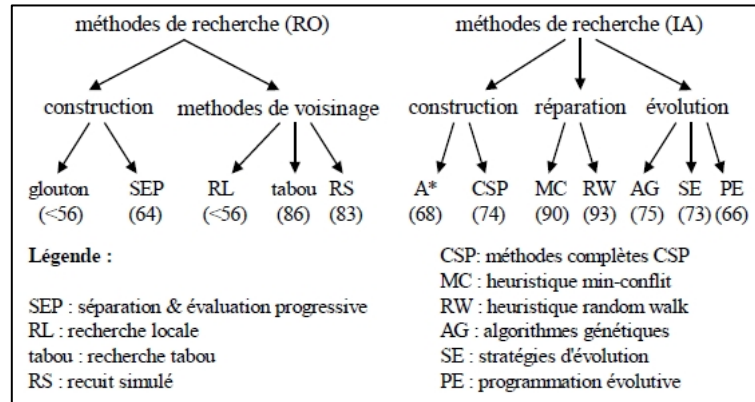 méthodes de recherche (RO) méthodes de recherche (IA)
construction methodes de voisinage construction réparation évolution
glouton SEP RL tabou RS A* CSP MC RW AG SE PE
(<56) (64) (<56) (86) (83) (68) (74) (90) (93) (75) (73) (66)
Légende :
SEP : séparation & évaluation progressive
RL : recherche locale
tabou : recherche tabou
RS : recuit simulé
CSP: méthodes complètes CSP
MC : heuristique min-conflit
RW : heuristique random walk
AG : algorithmes génétiques
SE : stratégies d'évolution
PE : programmation évolutive